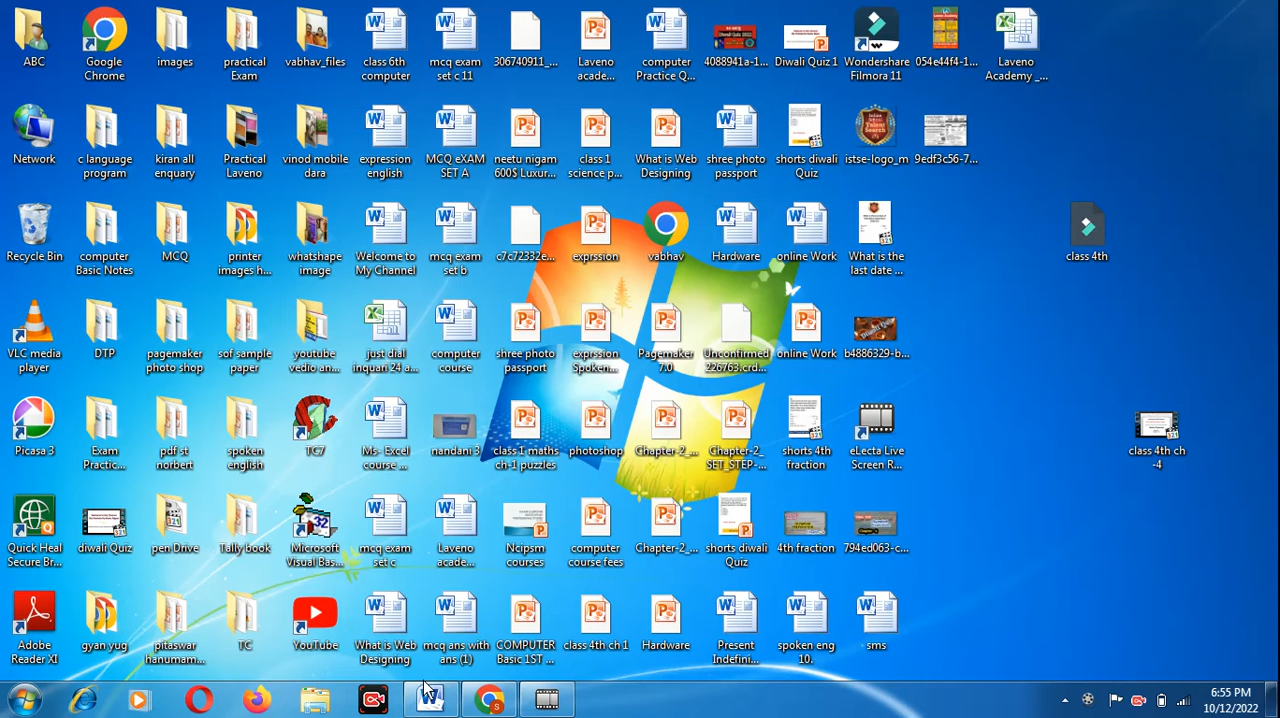 ABC
Google Chrome
images
practical Exam
vabhav_files
class 6th computer
mcq exam set c 11
306740911_...
Laveno acade...
computer Practice Q...
4088941a-1...
Diwali Quiz 1
Wondershare Filmora 11
054e44f4-1...
Laveno Academy _...
Network
c language program
kiran all enquary
Practical Laveno
vinod mobile dara
expression english
MCQ eXAM SET A
neetu nigam 600$ Luxur...
class 1 science p...
What is Web Designing
shree photo passport
shorts diwali Quiz
istse-logo_m
9edf3c56-7...
Recycle Bin
computer Basic Notes
MCQ
printer images h...
whatshape image
Welcome to My Channel
mcq exam set b
c7c72332e...
exprssion
vabhav
Hardware
online Work
What is the last date ...
class 4th
VLC media player
DTP
pagemaker photo shop
sof sample paper
youtube vedio an...
just dial inquari 24 a...
computer course
shree photo passport
exprssion Spoken...
Pagemaker 7.0
Unconfirmed 226763.crd...
online Work
b4886329-b...
Picasa 3
Exam Practic...
pdf st norbert
spoken english
TC7
Ms- Excel course ...
nandani 3
class 1 maths ch-1 puzzles
photoshop
Chapter-2_...
Chapter-2_ SET_STEP-...
shorts 4th fraction
eLecta Live Screen R...
class 4th ch -4
Quick Heal Secure Br...
diwali Quiz
pen Drive
Tally book
Microsoft Visual Bas...
mcq exam set c
Laveno acade...
Ncipsm courses
computer course fees
Chapter-2_...
shorts diwali Quiz
4th fraction
794ed063-c...
Adobe Reader XI
gyan yug
pitaswar hanumam...
TC
YouTube
What is Web Designing
mcq ans with ans (1)
COMPUTER Basic 1ST ...
class 4th ch 1
Hardware
Present Indefini...
spoken eng 10.
sms
6:55 PM
10/12/2022